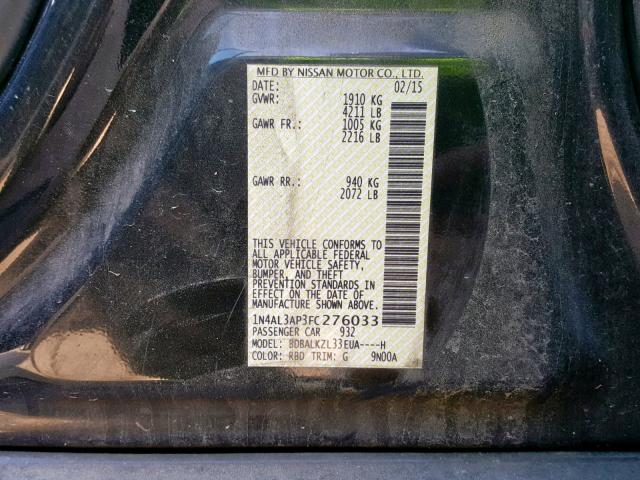 MFD BY NISSAN MOTOR CO., LTD.
DATE: 02/15
GVWR: 1910 KG
4211 LB
GAWR FR.: 1005 KG
2216 LB
GAWR RR.: 940 KG
2072 LB
THIS VEHICLE CONFORMS TO
ALL APPLICABLE FEDERAL
MOTOR VEHICLE SAFETY,
BUMPER, AND THEFT
PREVENTION STANDARDS IN
EFFECT ON THE DATE OF
MANUFACTURE SHOWN ABOVE.
1N4AL3AP3FC276033
PASSENGER CAR 932
MODEL: BDBALKZL33EUA----H
COLOR: RBD TRIM: G 9N00A